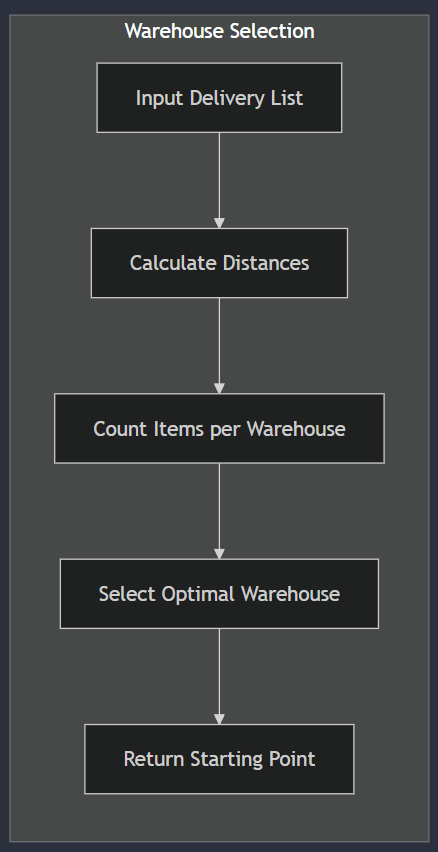 Warehouse Selection
Input Delivery List
Calculate Distances
Count Items per Warehouse
Select Optimal Warehouse
Return Starting Point